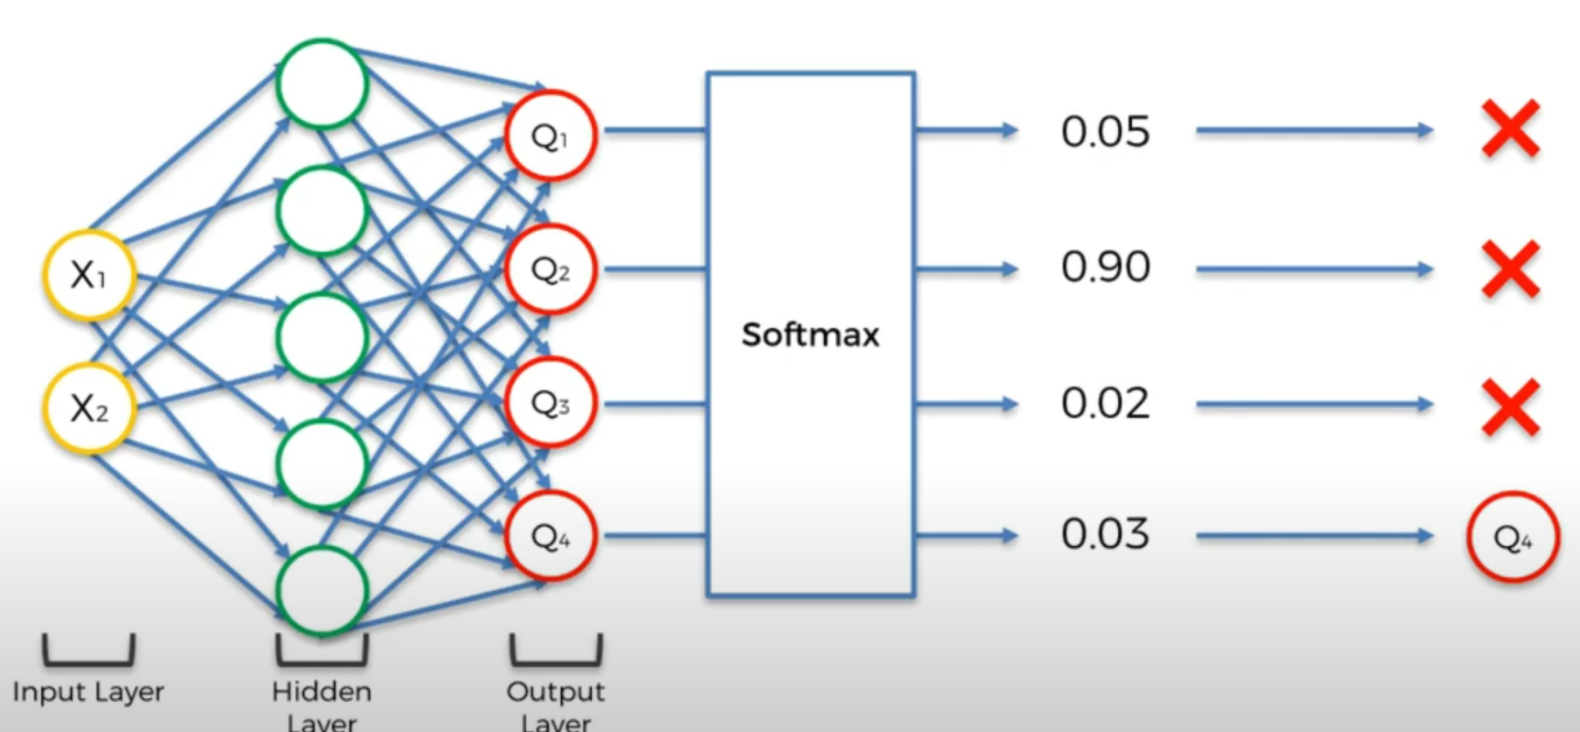 X1
X2
Q1
Q2
Q3
Q4
Softmax
0.05
0.90
0.02
0.03
Q4
Input Layer
Hidden
Layer
Output
Layer